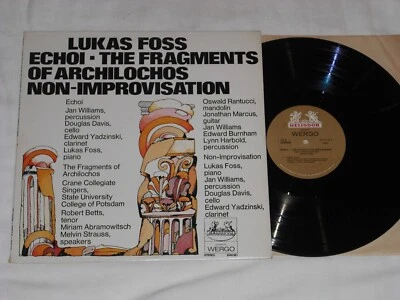 LUKAS FOSS
ECHOI · THE FRAGMENTS
OF ARCHILOCHOS
NON-IMPROVISATION
Echoi
Jan Williams,
percussion
Douglas Davis,
cello
Edward Yadzinski,
clarinet
Lukas Foss,
piano
The Fragments of
Archilochos
Crane Collegiate
Singers,
State University
College of Potsdam
Robert Betts,
tenor
Miriam Abramowitsch
Melvin Strauss,
speakers
Oswald Rantucci,
mandolin
Jonathan Marcus,
guitar
Jan Williams
Edward Burnham
Lynn Harbold,
percussion
Non-Improvisation
Lukas Foss,
piano
Jan Williams,
percussion
Douglas Davis,
cello
Edward Yadzinski,
clarinet
WERGO
HELIODOR
WERGO